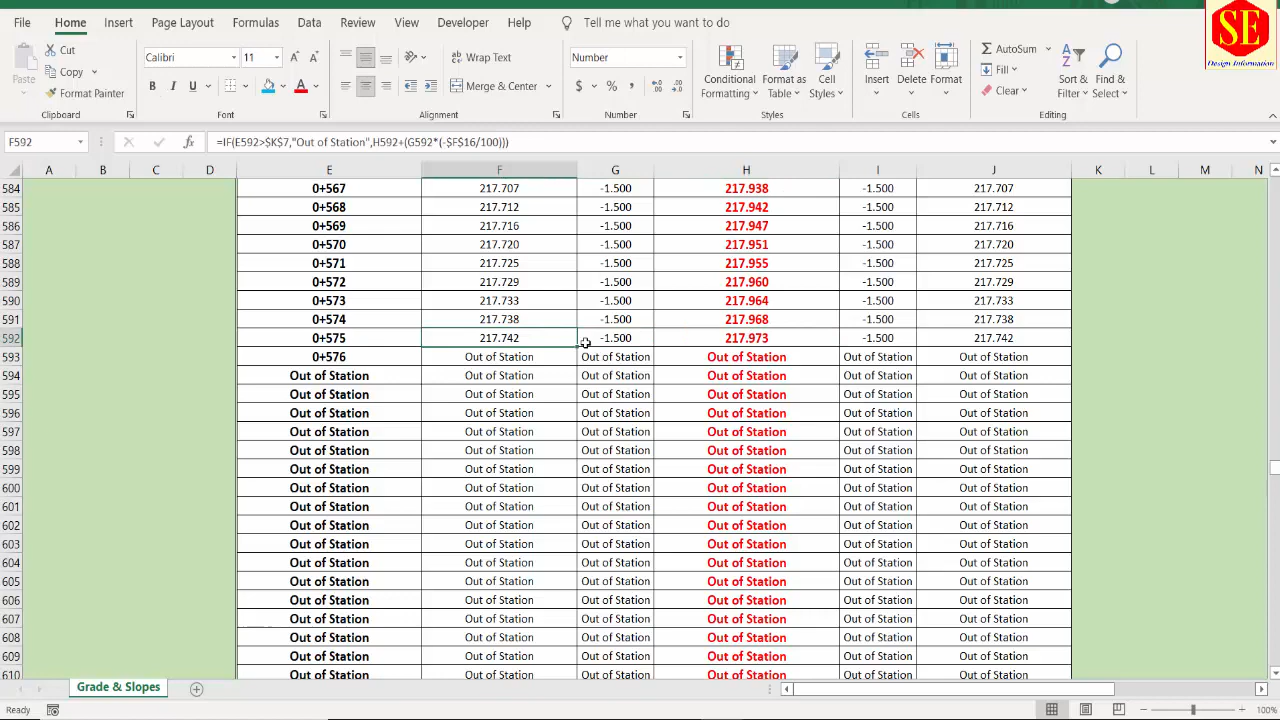 File Home Insert Page Layout Formulas Data Review View Developer Help Tell me what you want to do
SE
Design Information
Paste Cut Copy Format Painter
Clipboard
Calibri 11
B I U
Font
Wrap Text
Merge & Center
Alignment
Number
$ % ,
Number
Conditional Formatting Format as Table Cell Styles
Styles
Insert Delete Format
Cells
AutoSum Fill Clear Sort & Filter Find & Select
Editing
F592 fx =IF(E592>$K$7,"Out of Station",H592+(G592*(-$F$16/100)))
A B C D E F G H I J K L M N
584 0+567 217.707 -1.500 217.938 -1.500 217.707
585 0+568 217.712 -1.500 217.942 -1.500 217.712
586 0+569 217.716 -1.500 217.947 -1.500 217.716
587 0+570 217.720 -1.500 217.951 -1.500 217.720
588 0+571 217.725 -1.500 217.955 -1.500 217.725
589 0+572 217.729 -1.500 217.960 -1.500 217.729
590 0+573 217.733 -1.500 217.964 -1.500 217.733
591 0+574 217.738 -1.500 217.968 -1.500 217.738
592 0+575 217.742 -1.500 217.973 -1.500 217.742
593 0+576 Out of Station Out of Station Out of Station Out of Station Out of Station
594 Out of Station Out of Station Out of Station Out of Station Out of Station Out of Station
595 Out of Station Out of Station Out of Station Out of Station Out of Station Out of Station
596 Out of Station Out of Station Out of Station Out of Station Out of Station Out of Station
597 Out of Station Out of Station Out of Station Out of Station Out of Station Out of Station
598 Out of Station Out of Station Out of Station Out of Station Out of Station Out of Station
599 Out of Station Out of Station Out of Station Out of Station Out of Station Out of Station
600 Out of Station Out of Station Out of Station Out of Station Out of Station Out of Station
601 Out of Station Out of Station Out of Station Out of Station Out of Station Out of Station
602 Out of Station Out of Station Out of Station Out of Station Out of Station Out of Station
603 Out of Station Out of Station Out of Station Out of Station Out of Station Out of Station
604 Out of Station Out of Station Out of Station Out of Station Out of Station Out of Station
605 Out of Station Out of Station Out of Station Out of Station Out of Station Out of Station
606 Out of Station Out of Station Out of Station Out of Station Out of Station Out of Station
607 Out of Station Out of Station Out of Station Out of Station Out of Station Out of Station
608 Out of Station Out of Station Out of Station Out of Station Out of Station Out of Station
609 Out of Station Out of Station Out of Station Out of Station Out of Station Out of Station
610 Out of Station Out of Station Out of Station Out of Station Out of Station Out of Station
Grade & Slopes
Ready 100%